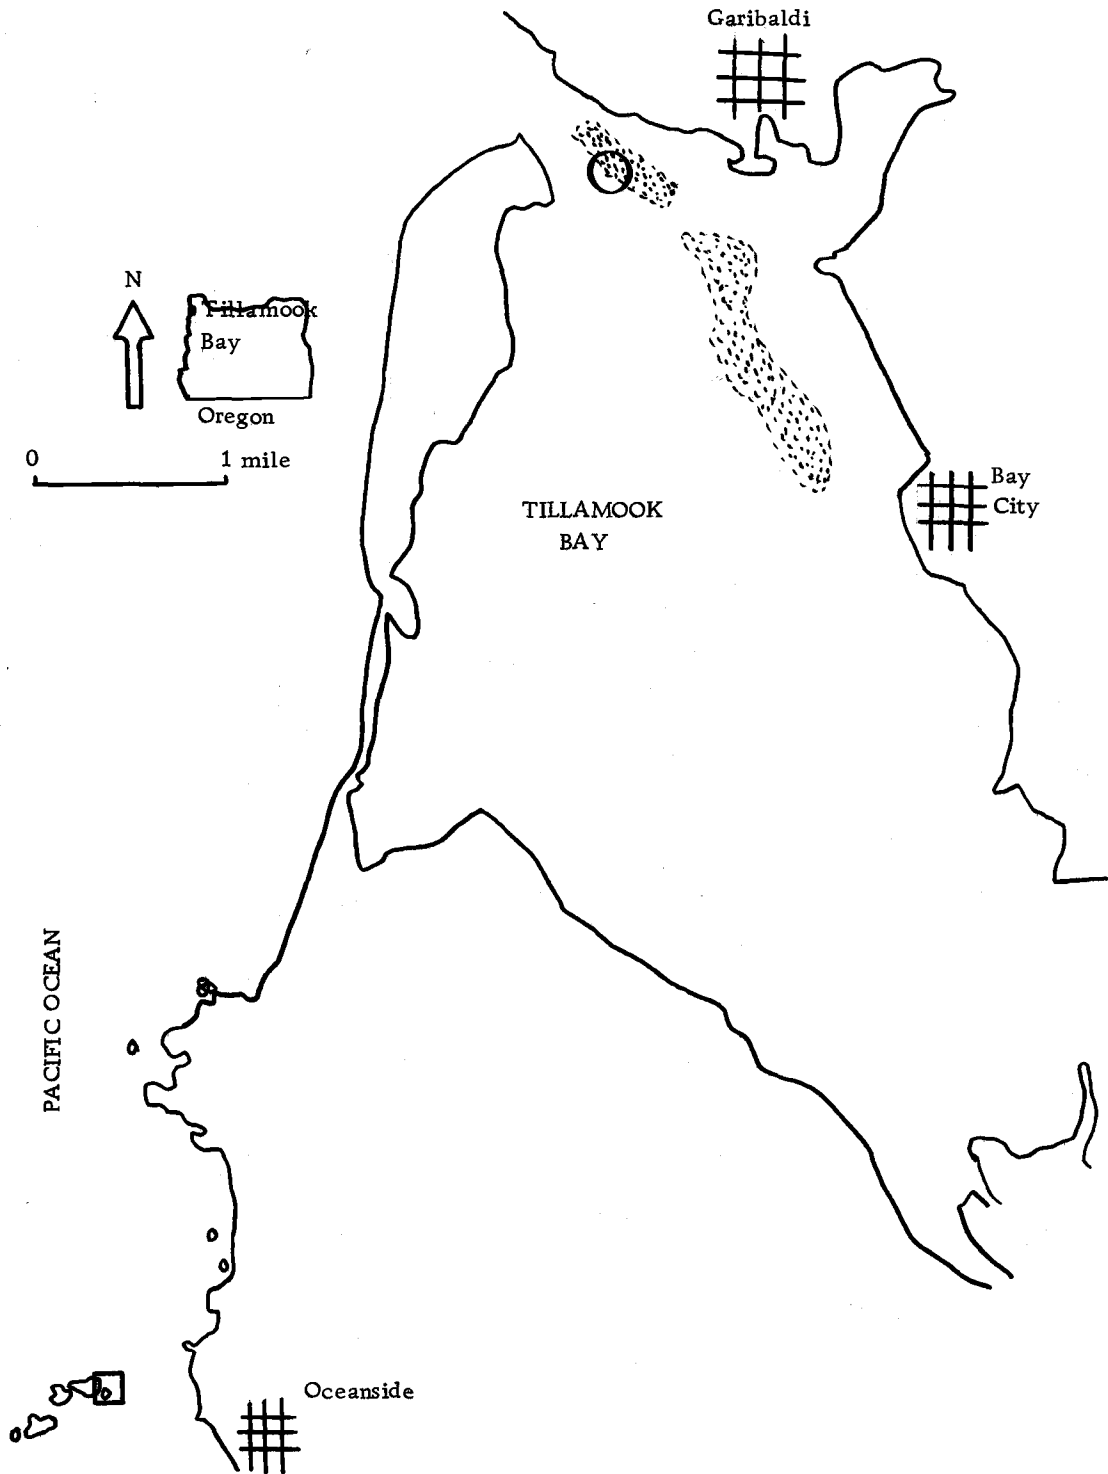 Garibaldi
N
Tillamook
Bay
Oregon
0 1 mile
Bay
City
TILLAMOOK
BAY
PACIFIC OCEAN
Oceanside